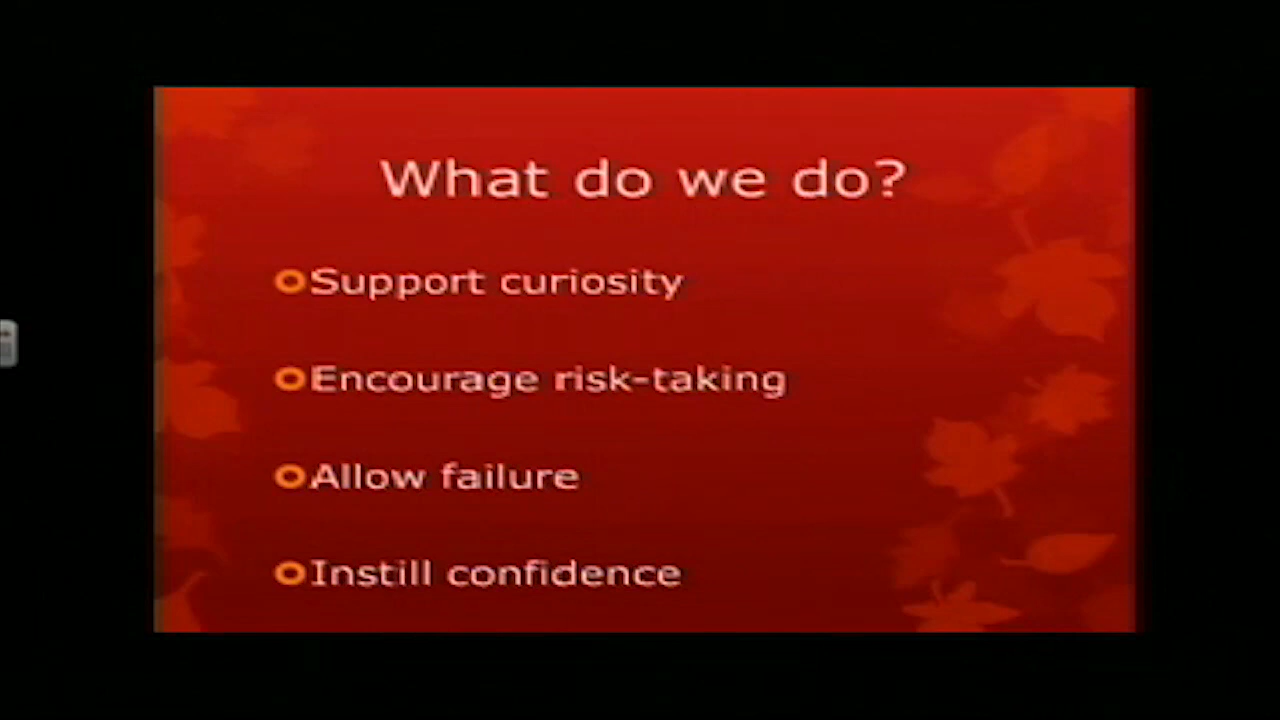 What do we do?
Support curiosity
Encourage risk-taking
Allow failure
Instill confidence